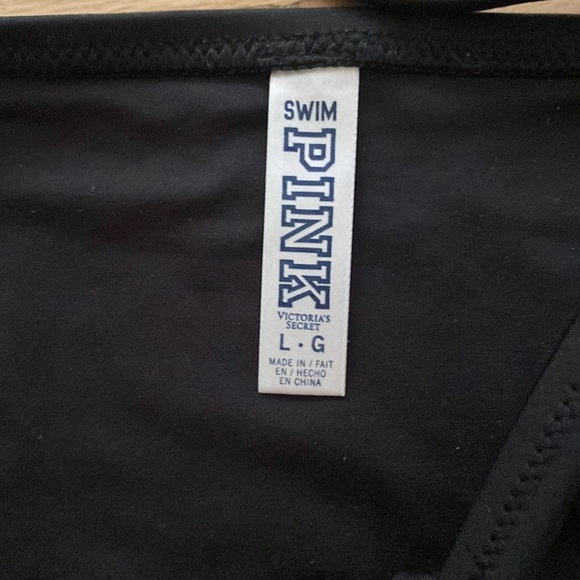 SWIM
PINK
VICTORIA'S
SECRET
L · G
MADE IN / FAIT
EN / HECHO
EN CHINA